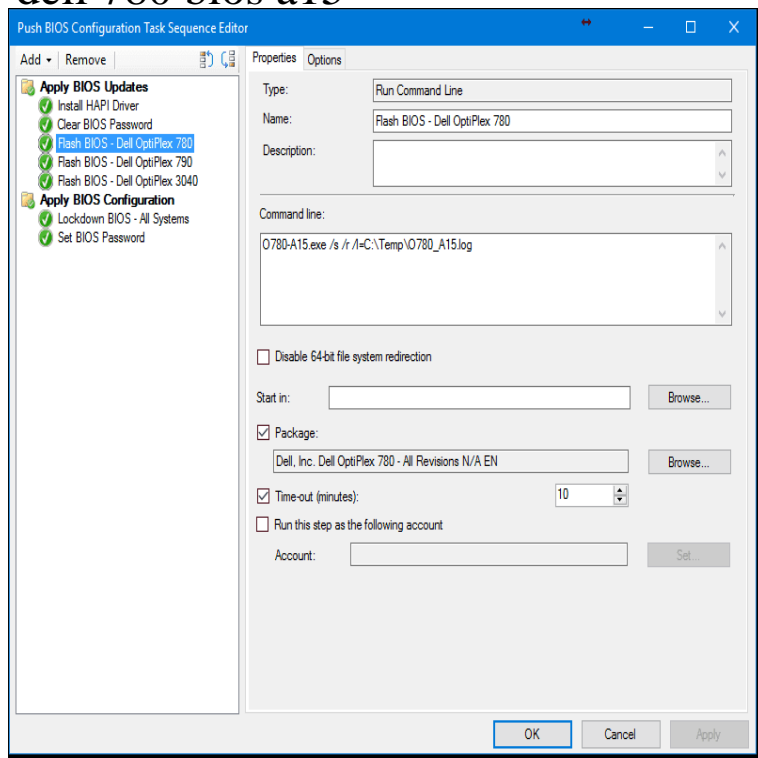 dell 780 bios a15
Push BIOS Configuration Task Sequence Editor
Add Remove
Properties Options
Apply BIOS Updates
Install HAPI Driver
Clear BIOS Password
Flash BIOS - Dell OptiPlex 780
Flash BIOS - Dell OptiPlex 790
Flash BIOS - Dell OptiPlex 3040
Apply BIOS Configuration
Lockdown BIOS - All Systems
Set BIOS Password
Type: Run Command Line
Name: Flash BIOS - Dell OptiPlex 780
Description:
Command line:
O780-A15.exe /s /r /l=C:\Temp\O780_A15.log
Disable 64-bit file system redirection
Start in: Browse...
Package:
Dell, Inc. Dell OptiPlex 780 - All Revisions N/A EN Browse...
Time-out (minutes): 10
Run this step as the following account
Account: Set...
OK Cancel Apply